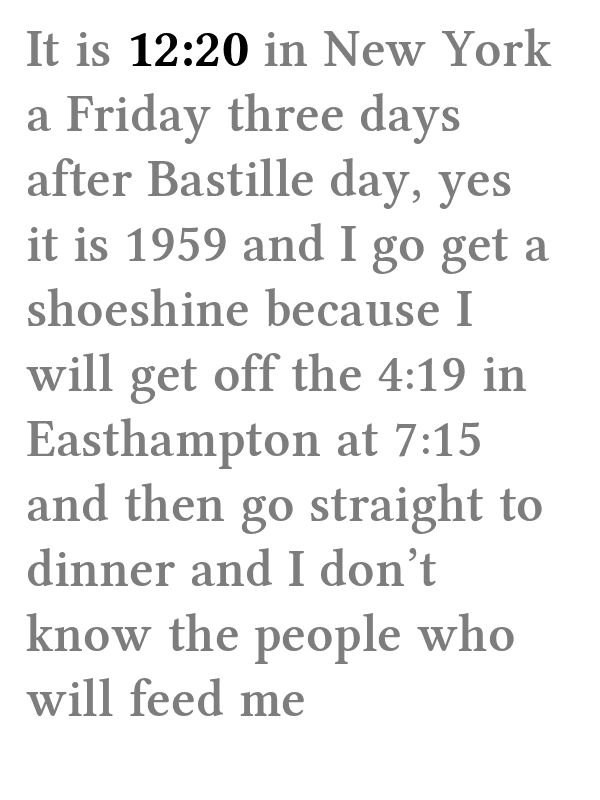 It is 12:20 in New York
a Friday three days
after Bastille day, yes
it is 1959 and I go get a
shoeshine because I
will get off the 4:19 in
Easthampton at 7:15
and then go straight to
dinner and I don’t
know the people who
will feed me